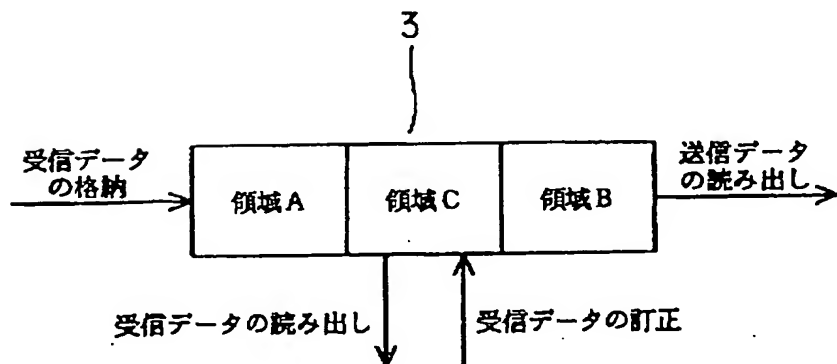 3
受信データ
の格納
領域A
領域C
領域B
送信データ
の読み出し
受信データの読み出し
受信データの訂正